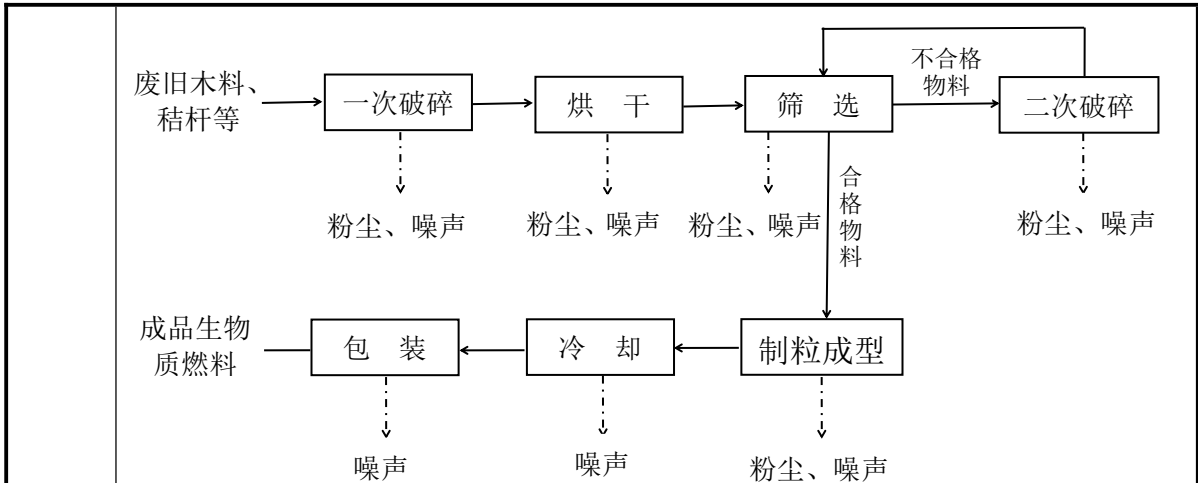 废旧木料、
秸杆等
一次破碎
烘 干
筛 选
不合格
物料
二次破碎
粉尘、噪声
粉尘、噪声
粉尘、噪声
合格物料
粉尘、噪声
成品生物
质燃料
包 装
冷 却
制粒成型
噪声
噪声
粉尘、噪声